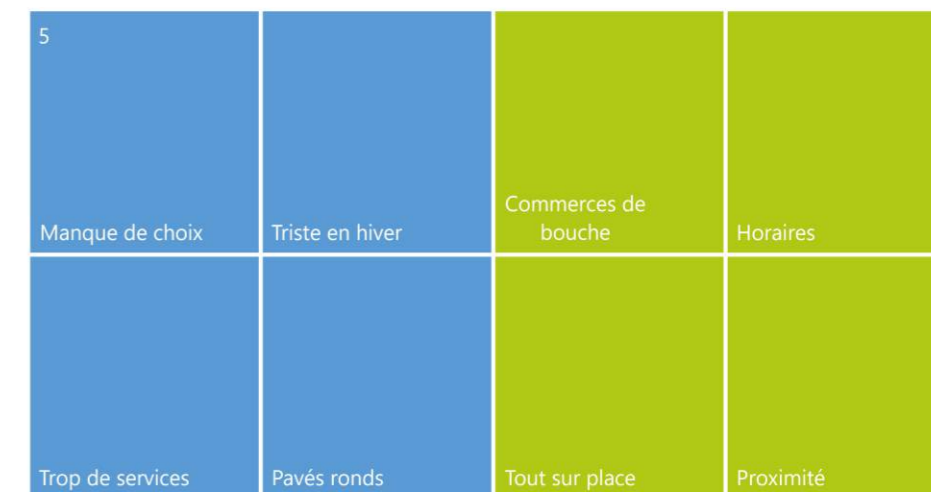 5
Manque de choix
Triste en hiver
Commerces de
bouche
Horaires
Trop de services
Pavés ronds
Tout sur place
Proximité